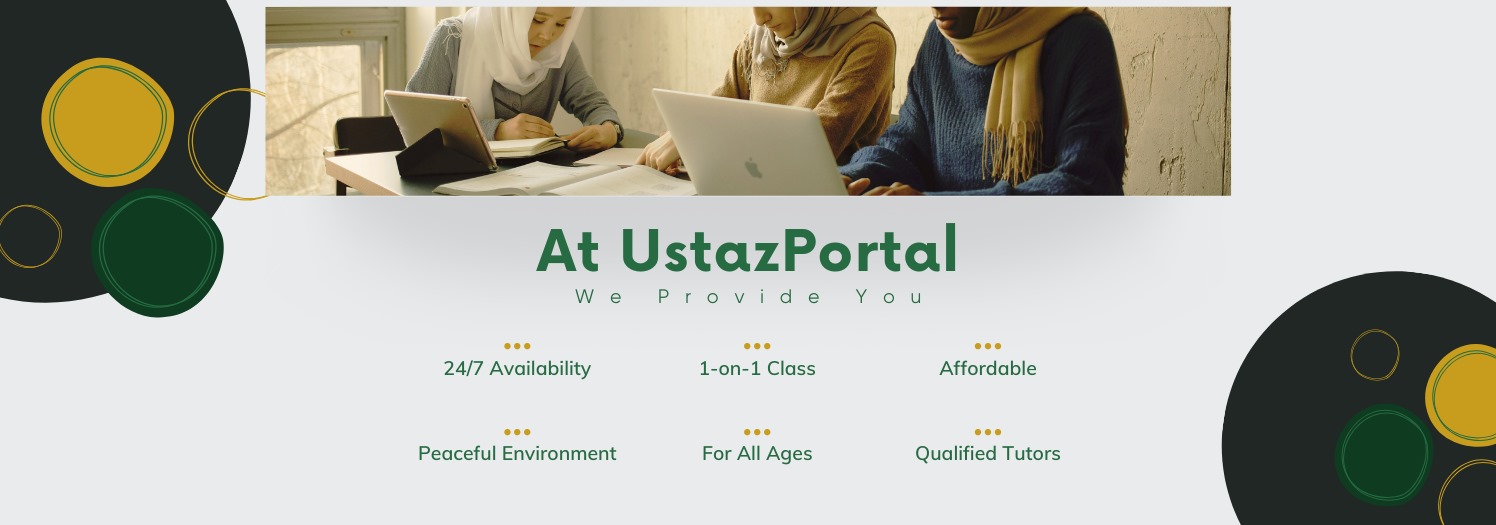 At UstazPortal
We Provide You
24/7 Availability
1-on-1 Class
Affordable
Peaceful Environment
For All Ages
Qualified Tutors